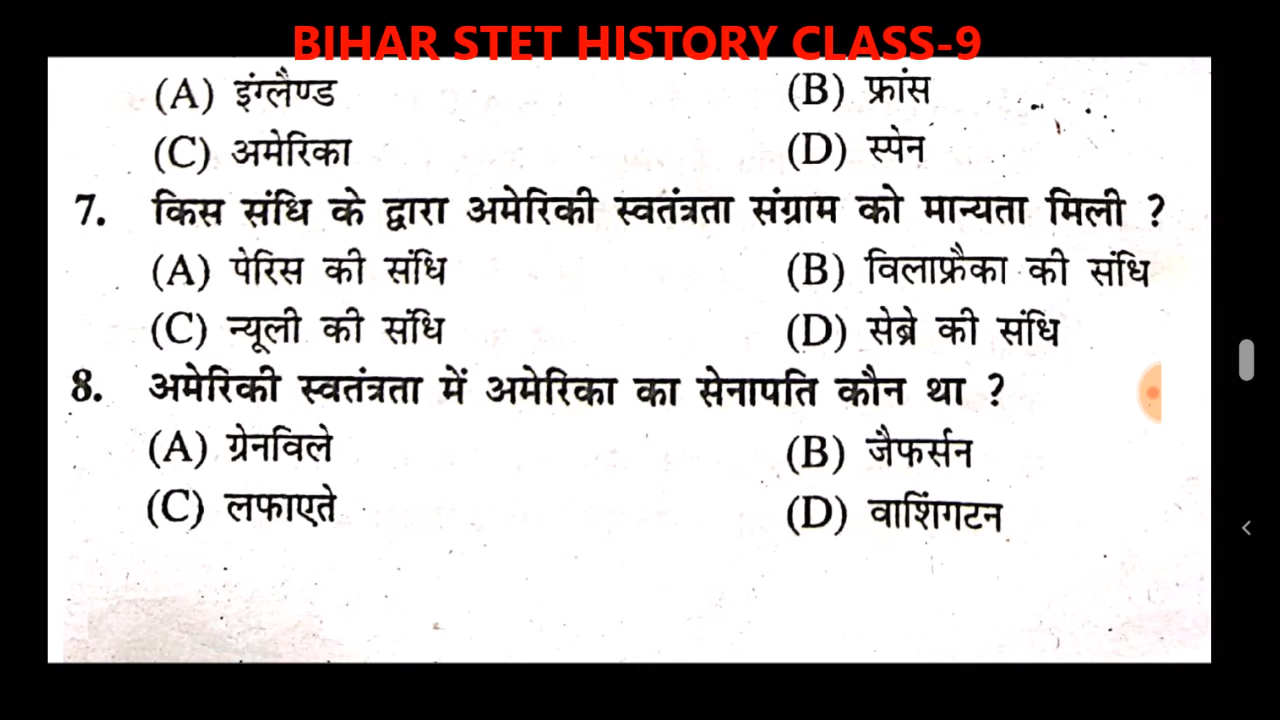 BIHAR STET HISTORY CLASS-9
(A) इंग्लैण्ड (B) फ्रांस
(C) अमेरिका (D) स्पेन
7. किस संधि के द्वारा अमेरिकी स्वतंत्रता संग्राम को मान्यता मिली ?
(A) पेरिस की संधि (B) विलाफ्रैका की संधि
(C) न्यूली की संधि (D) सेब्रे की संधि
8. अमेरिकी स्वतंत्रता में अमेरिका का सेनापति कौन था ?
(A) ग्रेनविले (B) जैफर्सन
(C) लफाएते (D) वाशिंगटन